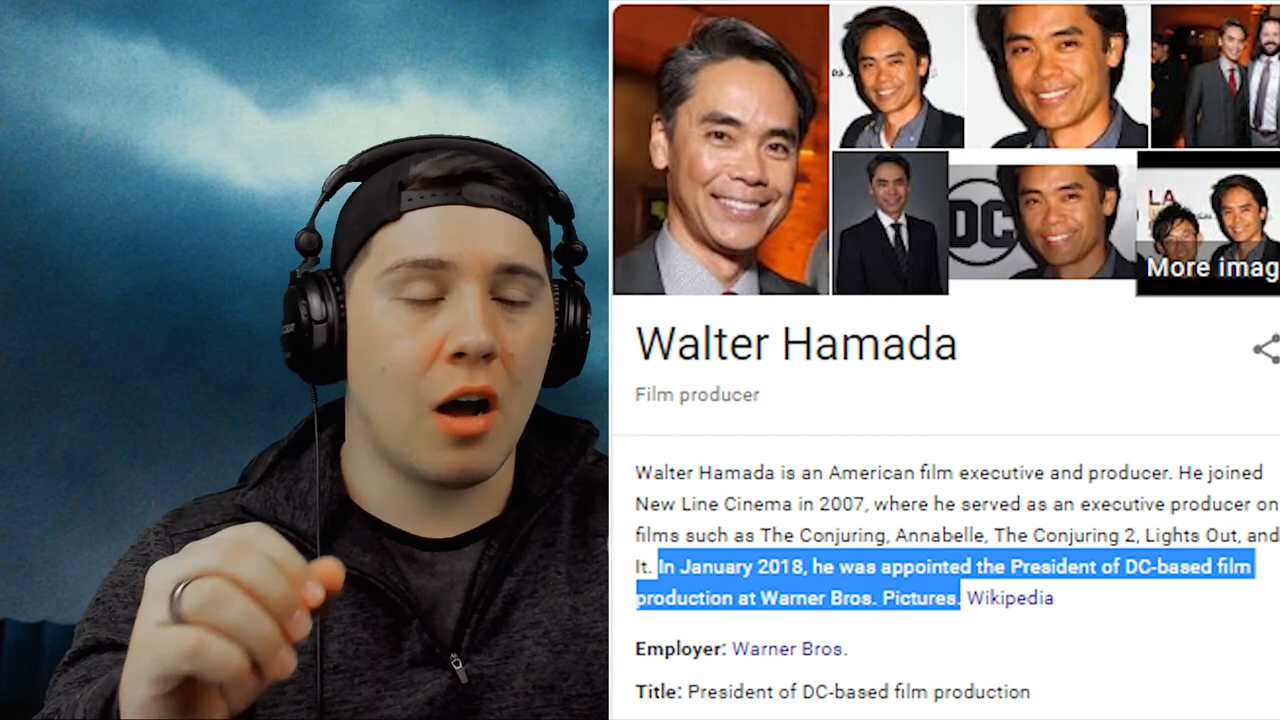 DC
LA
More imag
Walter Hamada
Film producer
Walter Hamada is an American film executive and producer. He joined
New Line Cinema in 2007, where he served as an executive producer on
films such as The Conjuring, Annabelle, The Conjuring 2, Lights Out, and
It. In January 2018, he was appointed the President of DC-based film
production at Warner Bros. Pictures. Wikipedia
Employer: Warner Bros.
Title: President of DC-based film production